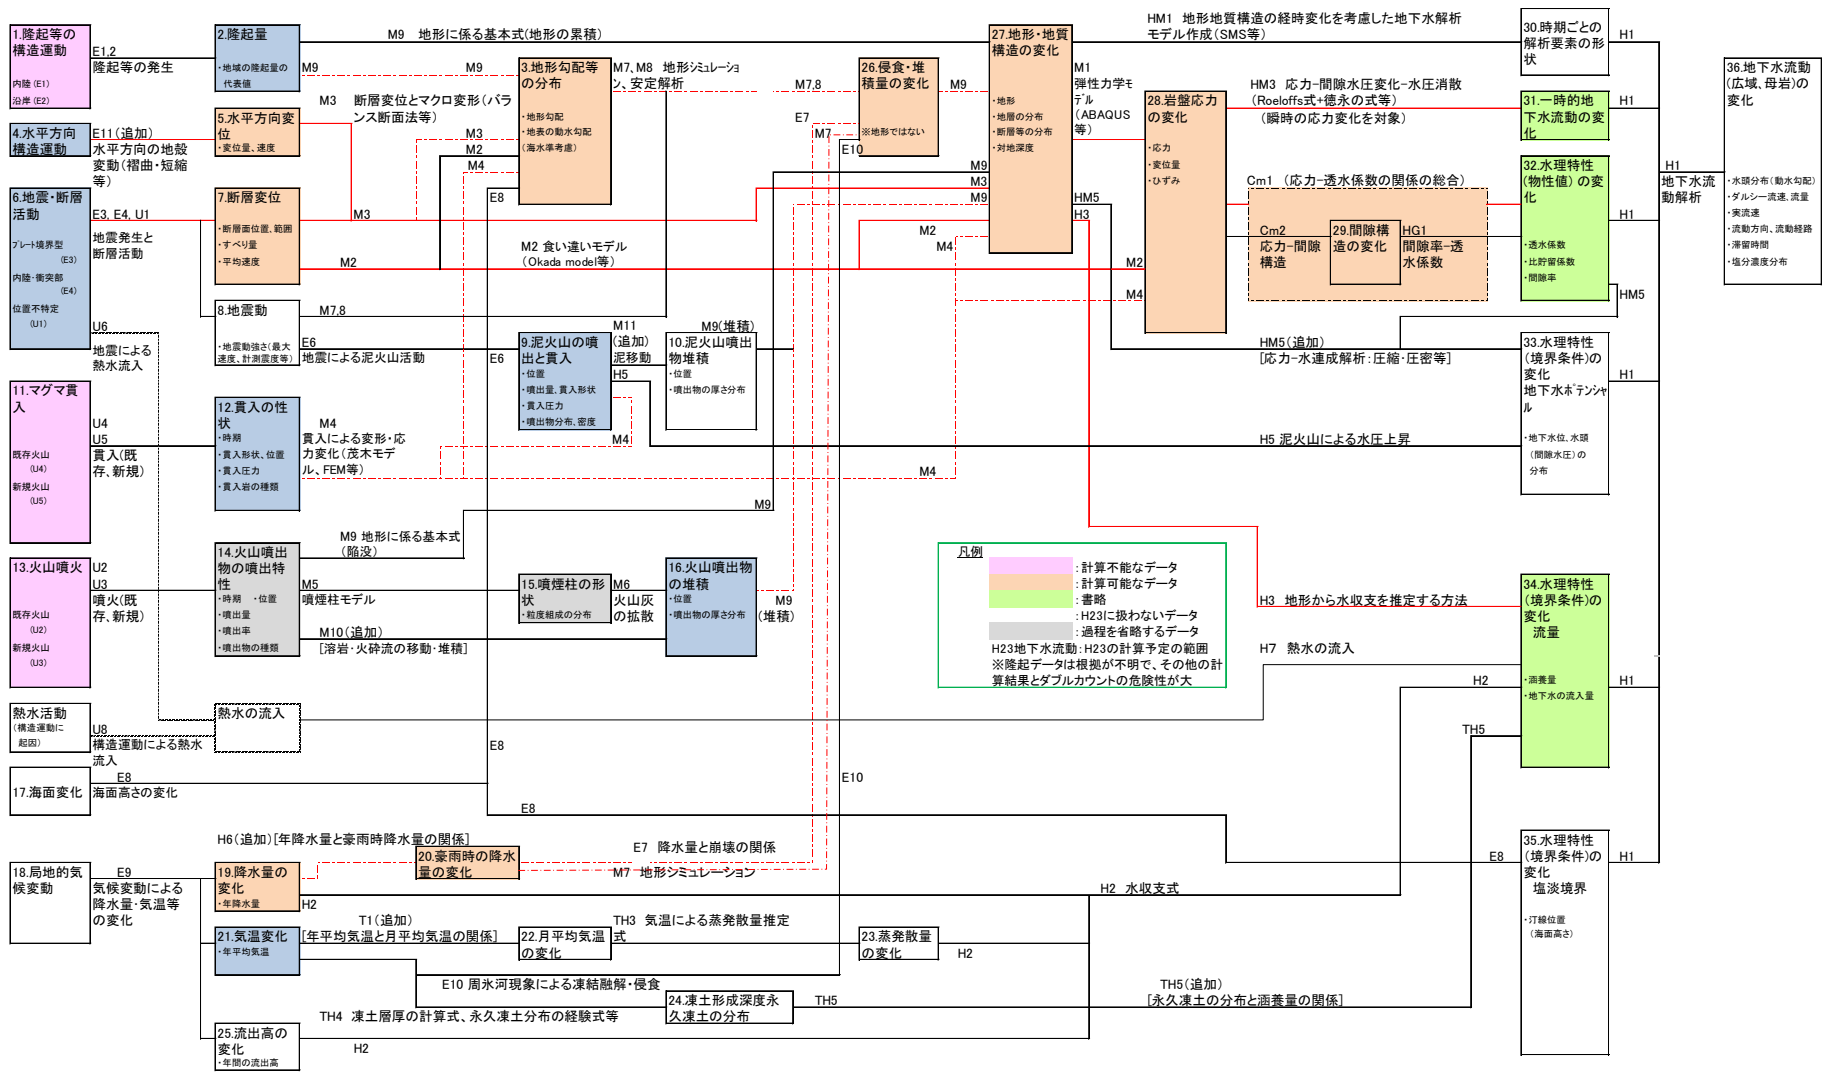 1.隆起等の
構造運動
内陸（E1）
沿岸（E2）
E1,2
隆起等の発生
2.隆起量
・地域の隆起量の
代表値
M9　地形に係る基本式(地形の累積)
M9
M9
3.地形勾配等
の分布
・地形勾配
・地表の動水勾配
(海水準考慮)
M7、M8　地形シミュレーショ
ン、安定解析
M7,8
26.侵食・堆
積量の変化
※地形ではない
M9
E7
M7
E10
27.地形・地質
構造の変化
・地形
・地層の分布
・断層等の分布
・対地深度
HM1　地形地質構造の経時変化を考慮した地下水解析
モデル作成(SMS等)
M1
弾性力学モ
デル
(ABAQUS
等)
28.岩盤応力
の変化
・応力
・変位量
・ひずみ
HM3　応力-間隙水圧変化-水圧消散
(Roeloffs式+徳永の式等)
（瞬時の応力変化を対象）
30.時期ごとの
解析要素の形
状
H1
31.一時的地
下水流動の変
化
H1
32.水理特性
(物性値) の変
化
・透水係数
・比貯留係数
・間隙率
H1
HM5
36.地下水流動
(広域、母岩)の
変化
・水頭分布(動水勾配)
・ダルシー流速、流量
・実流速
・流動方向、流動経路
・滞留時間
・塩分濃度分布
H1
地下水流
動解析
4.水平方向
構造運動
E11（追加）
水平方向の地殻
変動（褶曲・短縮
等）
5.水平方向変
位
・変位量、速度
M3　断層変位とマクロ変形（バラ
ンス断面法等）
M3
M2
M4
E8
6.地震・断層
活動
プレート境界型
（E3）
内陸・衝突部
（E4）
位置不特定
（U1）
E3, E4, U1
地震発生と
断層活動
U6
地震による
熱水流入
7.断層変位
・断層面位置、範囲
・すべり量
・平均速度
M3
M2
M2 食い違いモデル
（Okada model等）
M9
M3
M9
M2
M4
HM5
H3
M2
M4
Cm1 （応力-透水係数の関係の総合）
Cm2
応力-間隙
構造
29.間隙構
造の変化
HG1
間隙率-透
水係数
8.地震動
・地震動強さ(最大
速度、計測震度等)
M7,8
E6
地震による泥火山活動
E6
9.泥火山の噴
出と貫入
・位置
・噴出量、貫入形状
・貫入圧力
・噴出物分布、密度
M11
(追加)
泥移動
H5
M4
10.泥火山噴出
物堆積
・位置
・噴出物の厚さ分布
M9(堆積)
HM5（追加）
［応力-水連成解析：圧縮・圧密等］
33.水理特性
（境界条件)の
変化
地下水ポテンシャ
ル
・地下水位、水頭
（間隙水圧）の
分布
H1
H5 泥火山による水圧上昇
11.マグマ貫
入
既存火山
（U4）
新規火山
（U5）
U4
U5
貫入(既
存、新規)
12.貫入の性
状
・時期
・貫入形状、位置
・貫入圧力
・貫入岩の種類
M4
貫入による変形・応
力変化（茂木モデ
ル、FEM等）
M4
M9
M9 地形に係る基本式
（陥没）
13.火山噴火
既存火山
（U2）
新規火山
（U3）
U2
U3
噴火(既
存、新規)
14.火山噴出
物の噴出特
性
・時期　・位置
・噴出量
・噴出率
・噴出物の種類
M5
噴煙柱モデル
M10（追加）
[溶岩・火砕流の移動・堆積]
15.噴煙柱の形
状
・粒度組成の分布
M6
火山灰
の拡散
16.火山噴出物
の堆積
・位置
・噴出物の厚さ分布
M9
(堆積)
凡例
：計算不能なデータ
：計算可能なデータ
：書略
：H23に扱わないデータ
：過程を省略するデータ
H23地下水流動：H23の計算予定の範囲
※隆起データは根拠が不明で、その他の計
算結果とダブルカウントの危険性が大
H3　地形から水収支を推定する方法
H7　熱水の流入
H2
TH5
34.水理特性
（境界条件)の
変化
流量
・涵養量
・地下水の流入量
H1
熱水活動
（構造運動に
起因）
U8
構造運動による熱水
流入
熱水の流入
E8
E10
17.海面変化
E8
海面高さの変化
E8
H6（追加）[年降水量と豪雨時降水量の関係]
E7　降水量と崩壊の関係
M7　地形シミュレーション
18.局地的気
候変動
E9
気候変動による
降水量・気温等
の変化
19.降水量の
変化
・年降水量
H2
20.豪雨時の降水
量の変化
H2　水収支式
35.水理特性
（境界条件)の
変化
塩淡境界
・汀線位置
（海面高さ）
E8
H1
21.気温変化
・年平均気温
T1（追加）
[年平均気温と月平均気温の関係]
22.月平均気温
の変化
TH3　気温による蒸発散量推定
式
23.蒸発散量
の変化
H2
E10 周氷河現象による凍結融解・侵食
24.凍土形成深度永
久凍土の分布
TH5
TH5（追加）
[永久凍土の分布と涵養量の関係]
TH4　凍土層厚の計算式、永久凍土分布の経験式等
25.流出高の
変化
・年間の流出高
H2